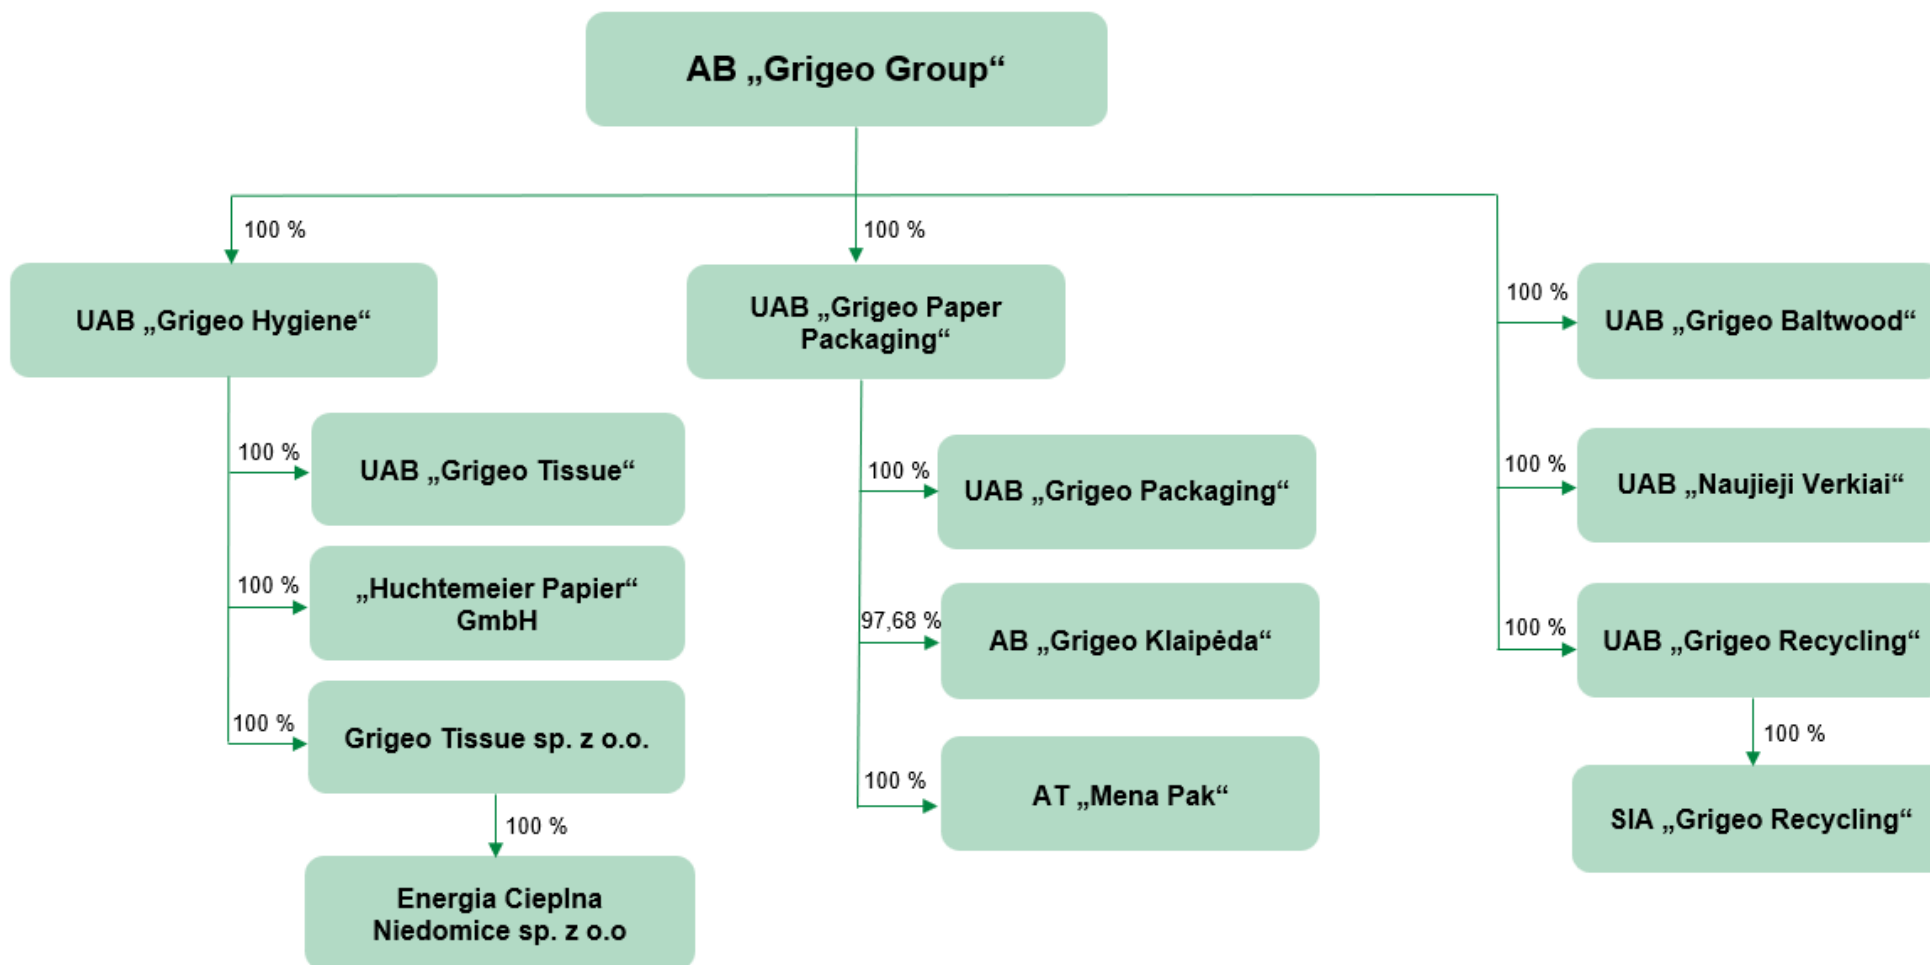 AB „Grigeo Group“
100 %
100 %
UAB „Grigeo Hygiene“
UAB „Grigeo Paper
Packaging“
100 %
UAB „Grigeo Baltwood“
100 %
UAB „Grigeo Tissue“
100 %
UAB „Grigeo Packaging“
100 %
UAB „Naujieji Verkiai“
100 %
„Huchtemeier Papier“
GmbH
97,68 %
AB „Grigeo Klaipėda“
100 %
UAB „Grigeo Recycling“
100 %
Grigeo Tissue sp. z o.o.
100 %
AT „Mena Pak“
100 %
SIA „Grigeo Recycling“
100 %
Energia Cieplna
Niedomice sp. z o.o